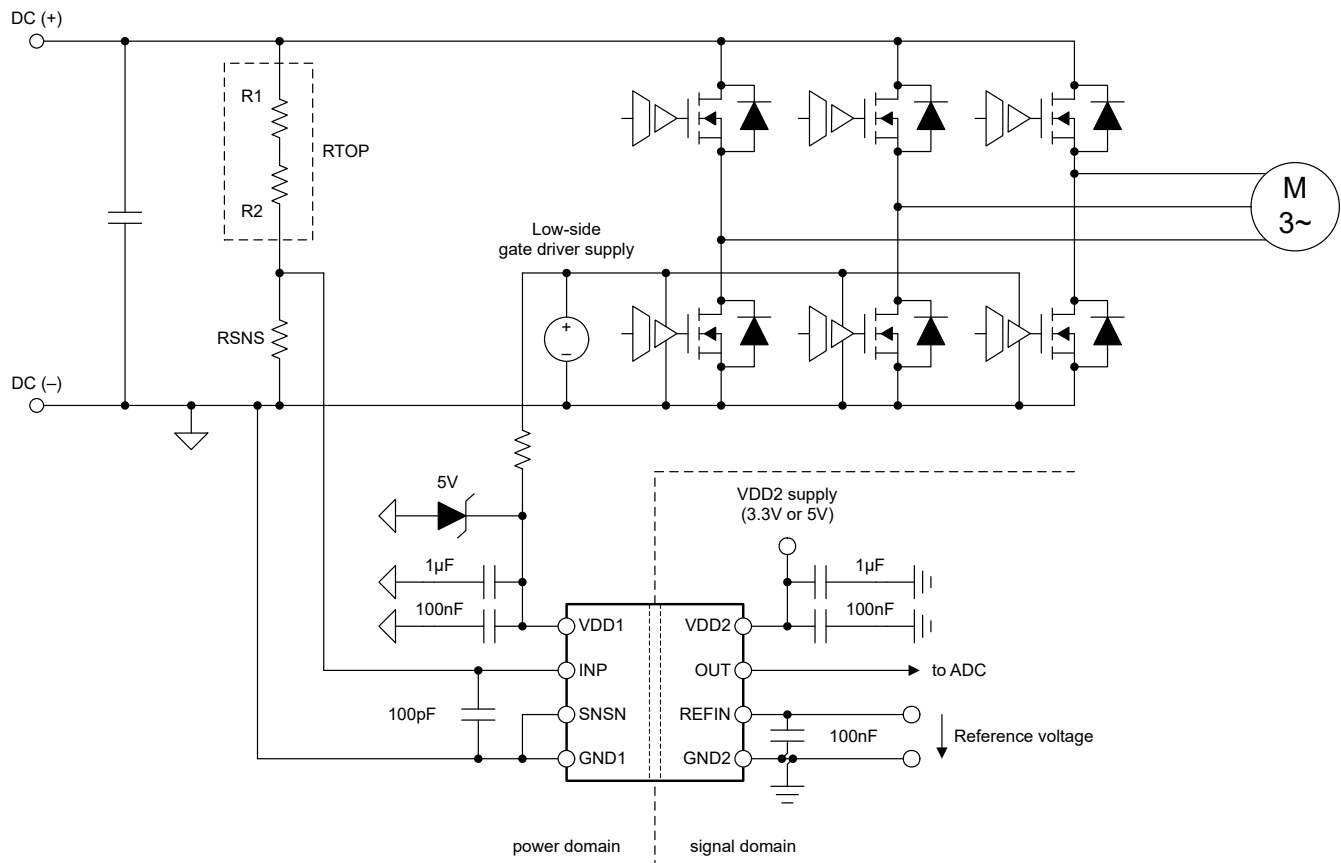 DC (+)
R1
RTOP
R2
M
3~
Low-side
gate driver supply
+
–
RSNS
DC (–)
5V
VDD2 supply
(3.3V or 5V)
1µF
1µF
100nF
100nF
VDD1
VDD2
INP
OUT
to ADC
100pF
SNSN
REFIN
100nF
Reference voltage
GND1
GND2
power domain
signal domain